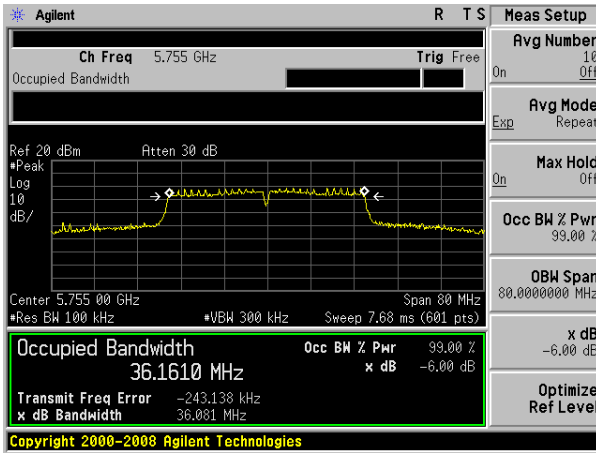 Agilent R T S Meas Setup
Avg Number
10
On Off
Ch Freq 5.755 GHz Trig Free
Occupied Bandwidth
Avg Mode
Exp Repeat
Ref 20 dBm Atten 30 dB
#Peak
Log
10
dB/
Max Hold
On Off
Occ BW % Pwr
99.00 %
OBW Span
80.0000000 MHz
Center 5.755 00 GHz Span 80 MHz
#Res BW 100 kHz #VBW 300 kHz Sweep 7.68 ms (601 pts)
x dB
-6.00 dB
Occupied Bandwidth Occ BW % Pwr 99.00 %
36.1610 MHz x dB -6.00 dB
Transmit Freq Error -243.138 kHz
x dB Bandwidth 36.081 MHz
Optimize
Ref Level
Copyright 2000-2008 Agilent Technologies